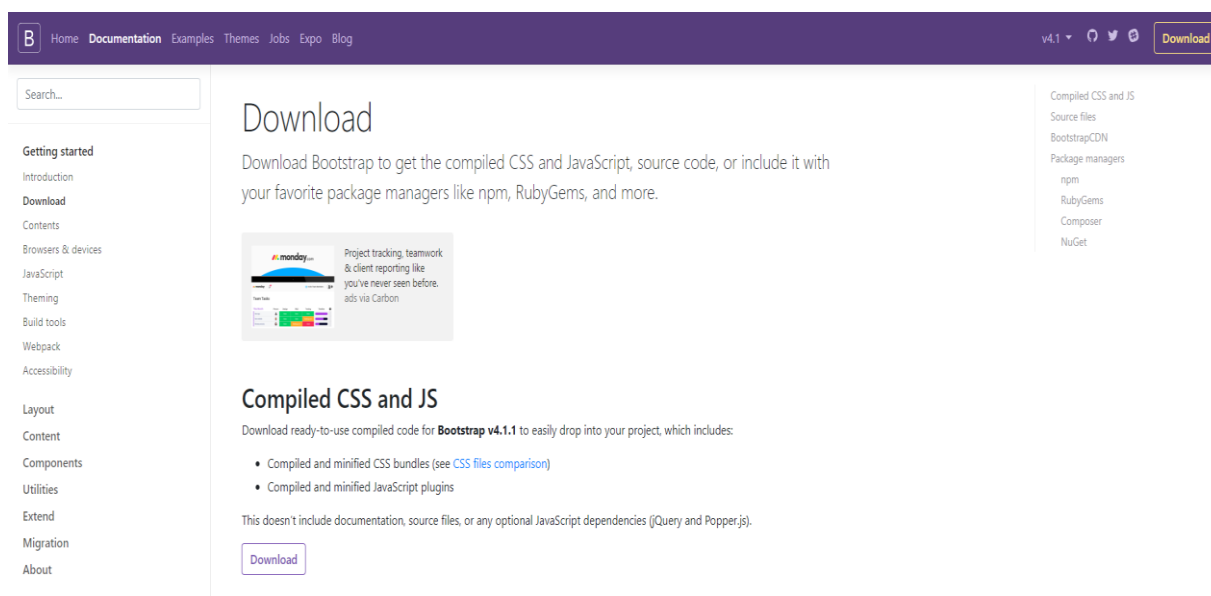 B Home Documentation Examples Themes Jobs Expo Blog v4.1 Download
Search...
Getting started
Introduction
Download
Contents
Browsers & devices
JavaScript
Theming
Build tools
Webpack
Accessibility
Layout
Content
Components
Utilities
Extend
Migration
About
Download
Download Bootstrap to get the compiled CSS and JavaScript, source code, or include it with
your favorite package managers like npm, RubyGems, and more.
monday.com
Project tracking, teamwork
& client reporting like
you've never seen before.
ads via Carbon
Compiled CSS and JS
Download ready-to-use compiled code for Bootstrap v4.1.1 to easily drop into your project, which includes:
• Compiled and minified CSS bundles (see CSS files comparison)
• Compiled and minified JavaScript plugins
This doesn't include documentation, source files, or any optional JavaScript dependencies (jQuery and Popper.js).
Download
Compiled CSS and JS
Source files
BootstrapCDN
Package managers
npm
RubyGems
Composer
NuGet